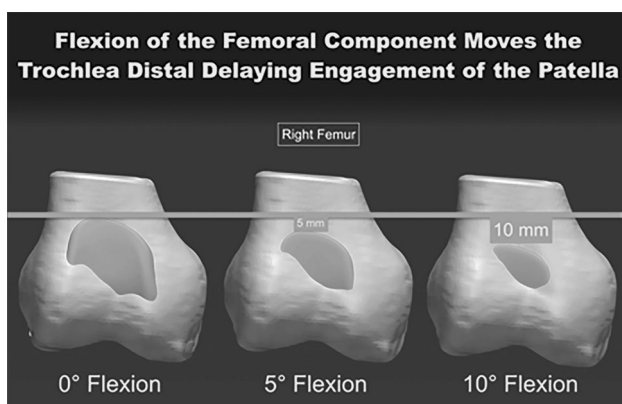 Flexion of the Femoral Component Moves the
Trochlea Distal Delaying Engagement of the Patella
Right Femur
5 mm
10 mm
0° Flexion
5° Flexion
10° Flexion